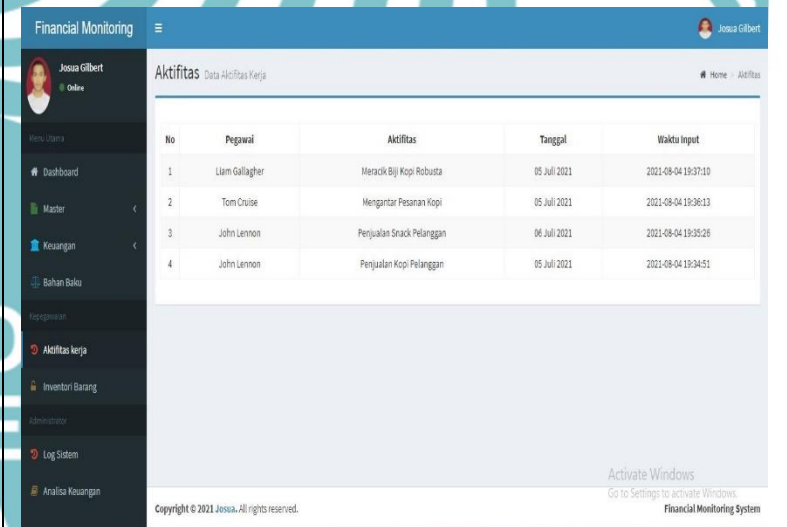 Financial Monitoring
Josua Gilbert
Josua Gilbert
Online
Aktifitas Data Aktifitas Kerja
Home > Aktifitas
Menu Utama
Dashboard
Master
Keuangan
Bahan Baku
Kepegawaian
Aktifitas kerja
Inventori Barang
Administrator
Log Sistem
Analisa Keuangan
No Pegawai Aktifitas Tanggal Waktu Input
1 Liam Gallagher Meracik Biji Kopi Robusta 05 Juli 2021 2021-08-04 19:37:10
2 Tom Cruise Mengantar Pesanan Kopi 05 Juli 2021 2021-08-04 19:36:13
3 John Lennon Penjualan Snack Pelanggan 06 Juli 2021 2021-08-04 19:35:26
4 John Lennon Penjualan Kopi Pelanggan 05 Juli 2021 2021-08-04 19:34:51
Activate Windows
Go to Settings to activate Windows.
Copyright © 2021 Josua. All rights reserved.
Financial Monitoring System